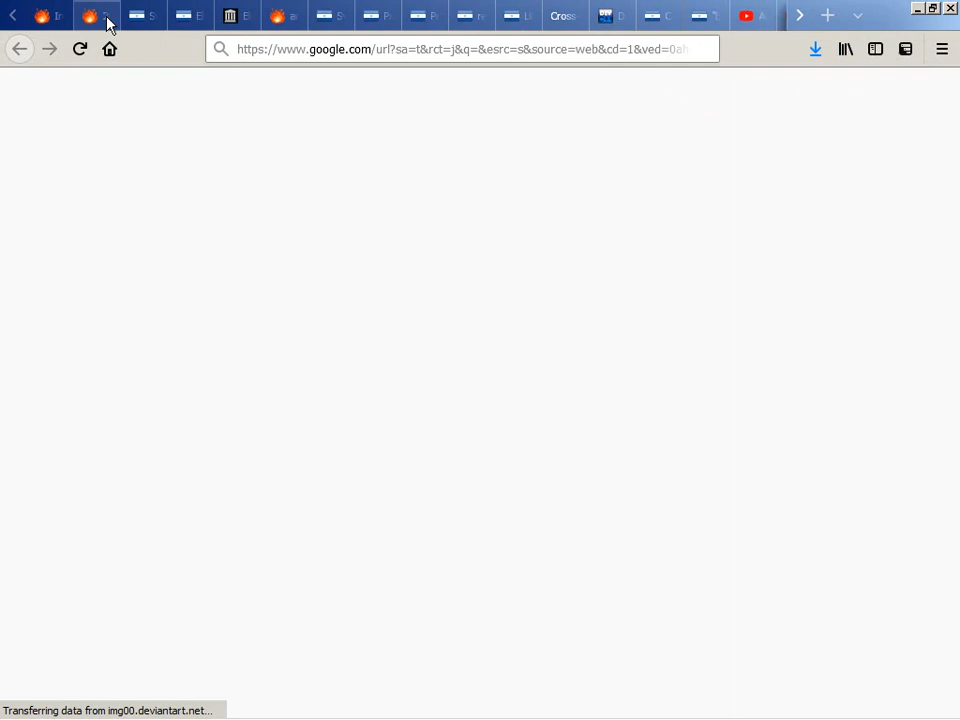 Cross
https://www.google.com/url?sa=t&rct=j&q=&esrc=s&source=web&cd=1&ved=0ah
Transferring data from img00.deviantart.net...